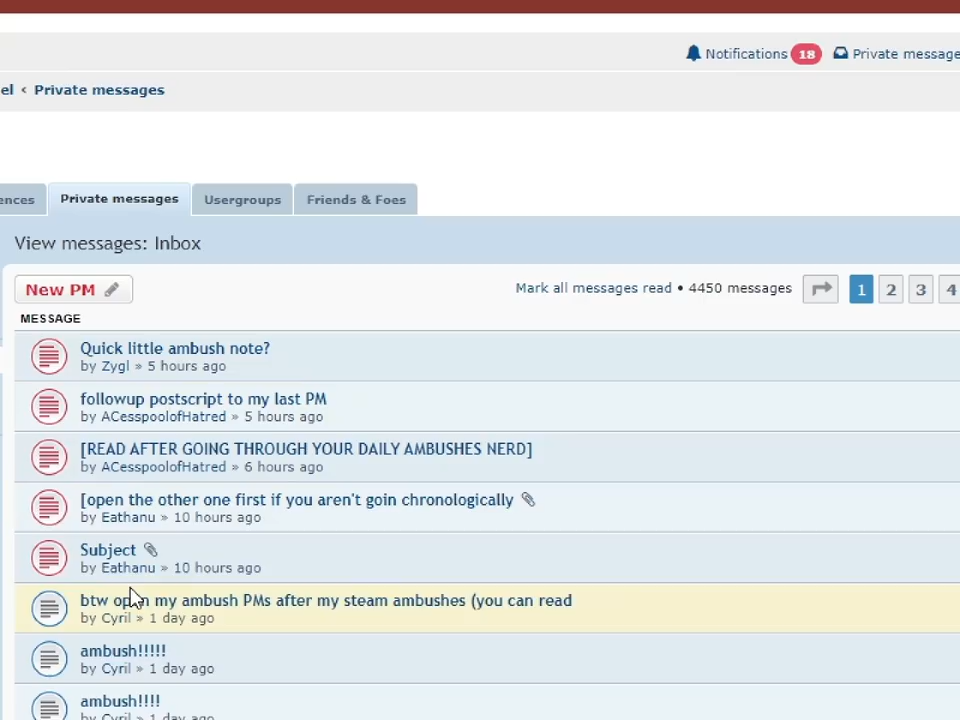 Notifications 18 Private message
el ‹ Private messages
ences Private messages Usergroups Friends & Foes
View messages: Inbox
New PM Mark all messages read • 4450 messages 1 2 3 4
MESSAGE
Quick little ambush note?
by Zygl » 5 hours ago
followup postscript to my last PM
by ACesspoolofHatred » 5 hours ago
[READ AFTER GOING THROUGH YOUR DAILY AMBUSHES NERD]
by ACesspoolofHatred » 6 hours ago
[open the other one first if you aren't goin chronologically
by Eathanu » 10 hours ago
Subject
by Eathanu » 10 hours ago
btw open my ambush PMs after my steam ambushes (you can read
by Cyril » 1 day ago
ambush!!!!!
by Cyril » 1 day ago
ambush!!!!
by Cyril » 1 day ago